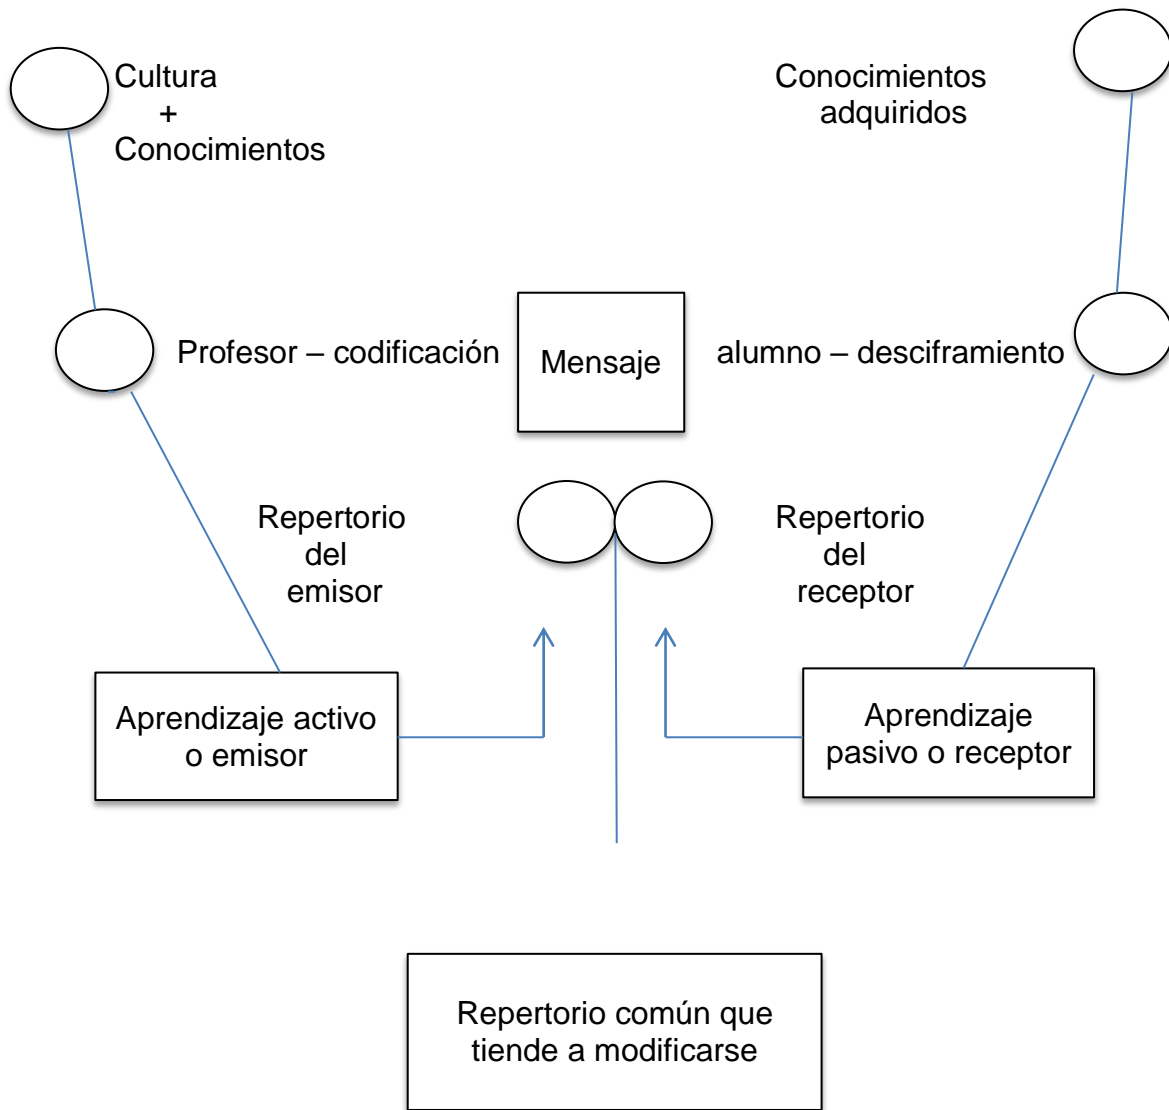 Cultura
+
Conocimientos
Conocimientos
adquiridos
Profesor – codificación
Mensaje
alumno – desciframiento
Repertorio
del
emisor
Repertorio
del
receptor
Aprendizaje activo
o emisor
Aprendizaje
pasivo o receptor
Repertorio común que
tiende a modificarse